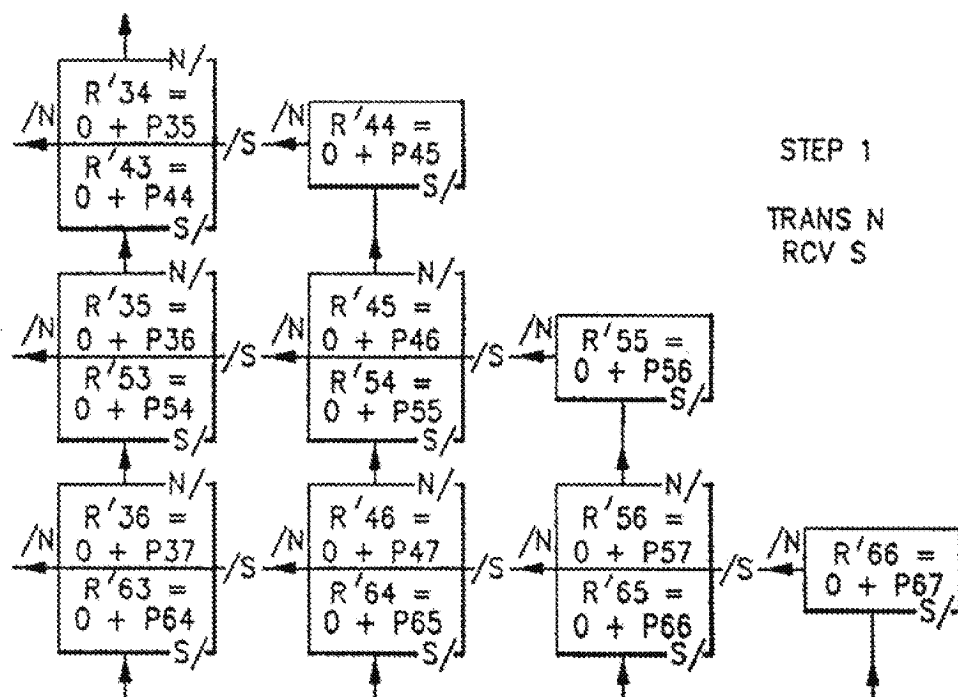 N/
R'34 =
0 + P35
/N
/S
R'43 =
0 + P44
S/
/N
R'44 =
0 + P45
S/
STEP 1
TRANS N
RCV S
N/
R'35 =
0 + P36
/N
/S
R'53 =
0 + P54
S/
N/
R'45 =
0 + P46
/N
/S
R'54 =
0 + P55
S/
/N
R'55 =
0 + P56
S/
N/
R'36 =
0 + P37
/N
/S
R'63 =
0 + P64
S/
N/
R'46 =
0 + P47
/N
/S
R'64 =
0 + P65
S/
N/
R'56 =
0 + P57
/N
/S
R'65 =
0 + P66
S/
/N
R'66 =
0 + P67
S/